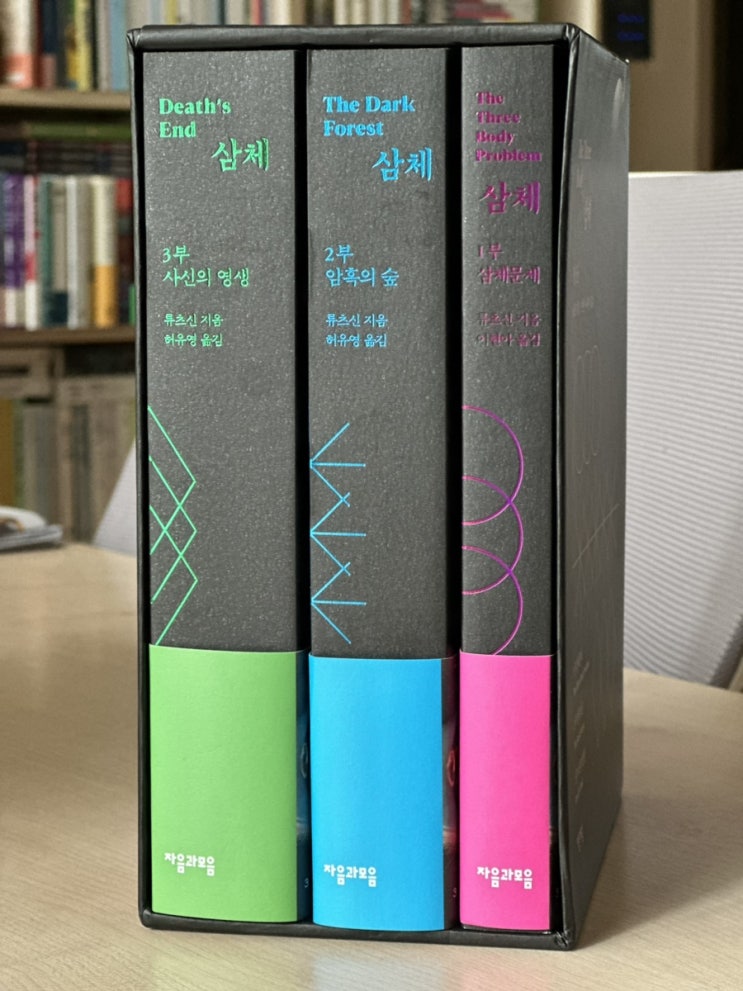 Death's
End
삼체
3부
사신의 영생
류츠신 지음
허유영 옮김
자음과모음
The Dark
Forest
삼체
2부
암흑의 숲
류츠신 지음
허유영 옮김
자음과모음
The
Three
Body
Problem
삼체
1부
삼체문제
류츠신 지음
이현아 옮김
자음과모음